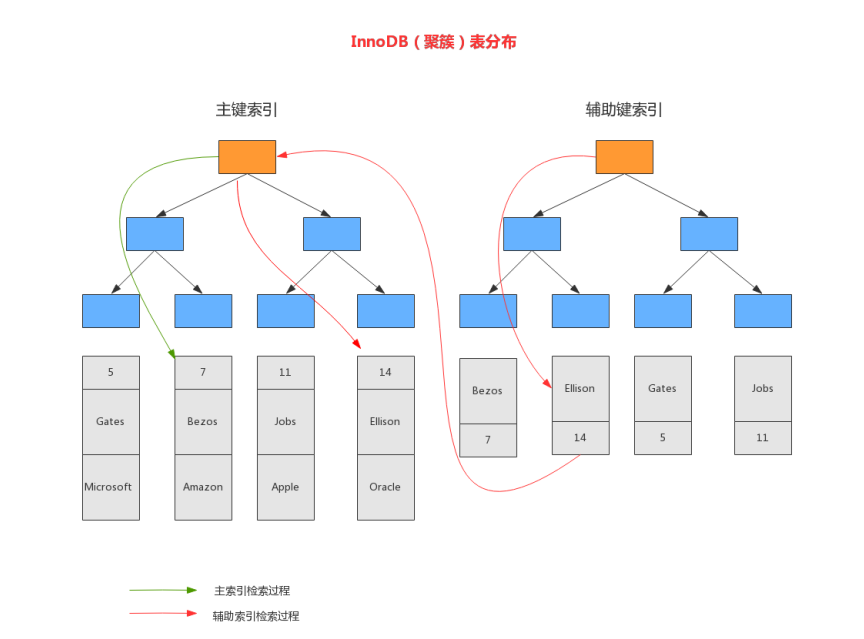 InnoDB（聚簇）表分布
主键索引
辅助键索引
5
7
11
14
Gates
Bezos
Jobs
Ellison
Microsoft
Amazon
Apple
Oracle
Bezos
Ellison
Gates
Jobs
7
14
5
11
主索引检索过程
辅助索引检索过程